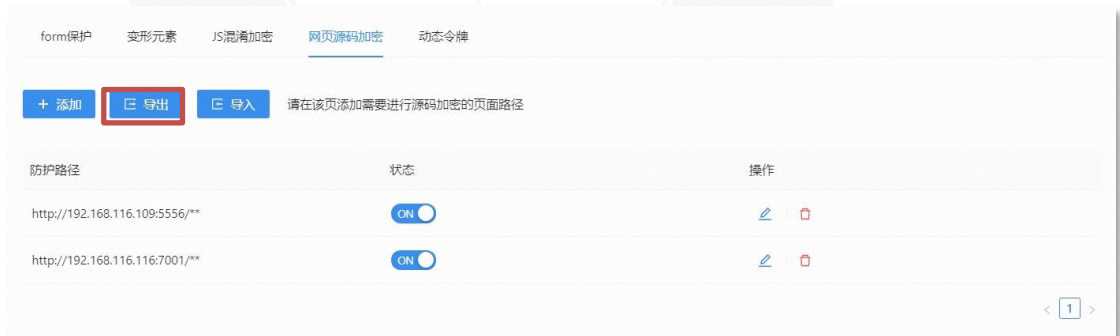 form保护 变形元素 JS混淆加密 网页源码加密 动态令牌
+ 添加 导出 导入 请在该页添加需要进行源码加密的页面路径
防护路径 状态 操作
http://192.168.116.109:5556/** ON
http://192.168.116.116:7001/** ON
< 1 >